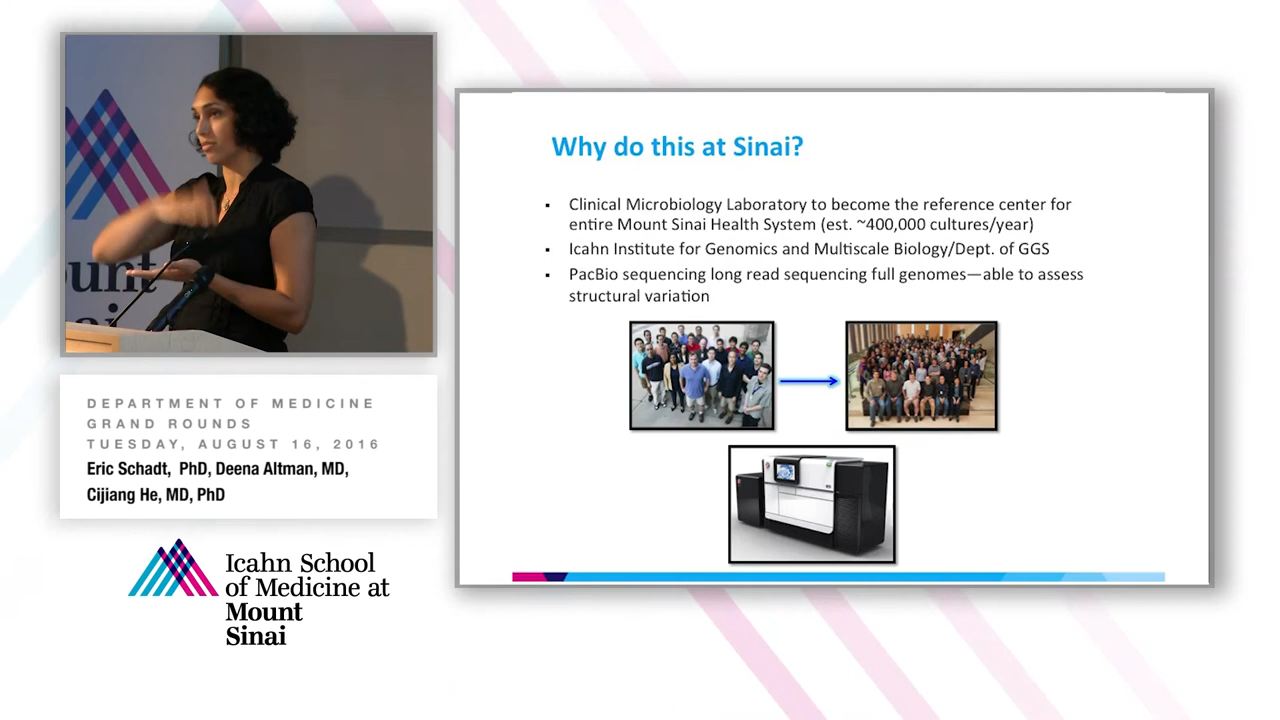 Why do this at Sinai?
▪ Clinical Microbiology Laboratory to become the reference center for
entire Mount Sinai Health System (est. ~400,000 cultures/year)
▪ Icahn Institute for Genomics and Multiscale Biology/Dept. of GGS
▪ PacBio sequencing long read sequencing full genomes—able to assess
structural variation
DEPARTMENT OF MEDICINE
GRAND ROUNDS
TUESDAY, AUGUST 16, 2016
Eric Schadt, PhD, Deena Altman, MD,
Cijiang He, MD, PhD
Icahn School
of Medicine at
Mount
Sinai